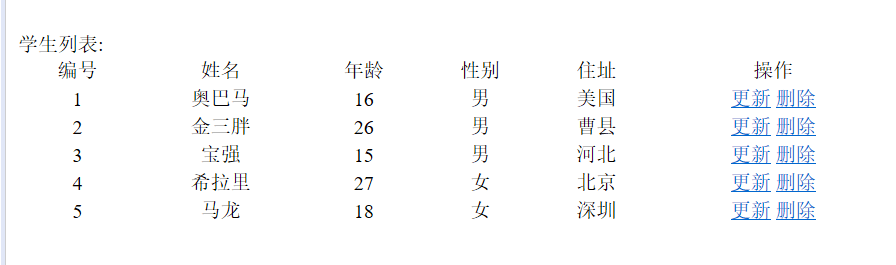 学生列表:
编号 姓名 年龄 性别 住址 操作
1 奥巴马 16 男 美国 更新 删除
2 金三胖 26 男 曹县 更新 删除
3 宝强 15 男 河北 更新 删除
4 希拉里 27 女 北京 更新 删除
5 马龙 18 女 深圳 更新 删除